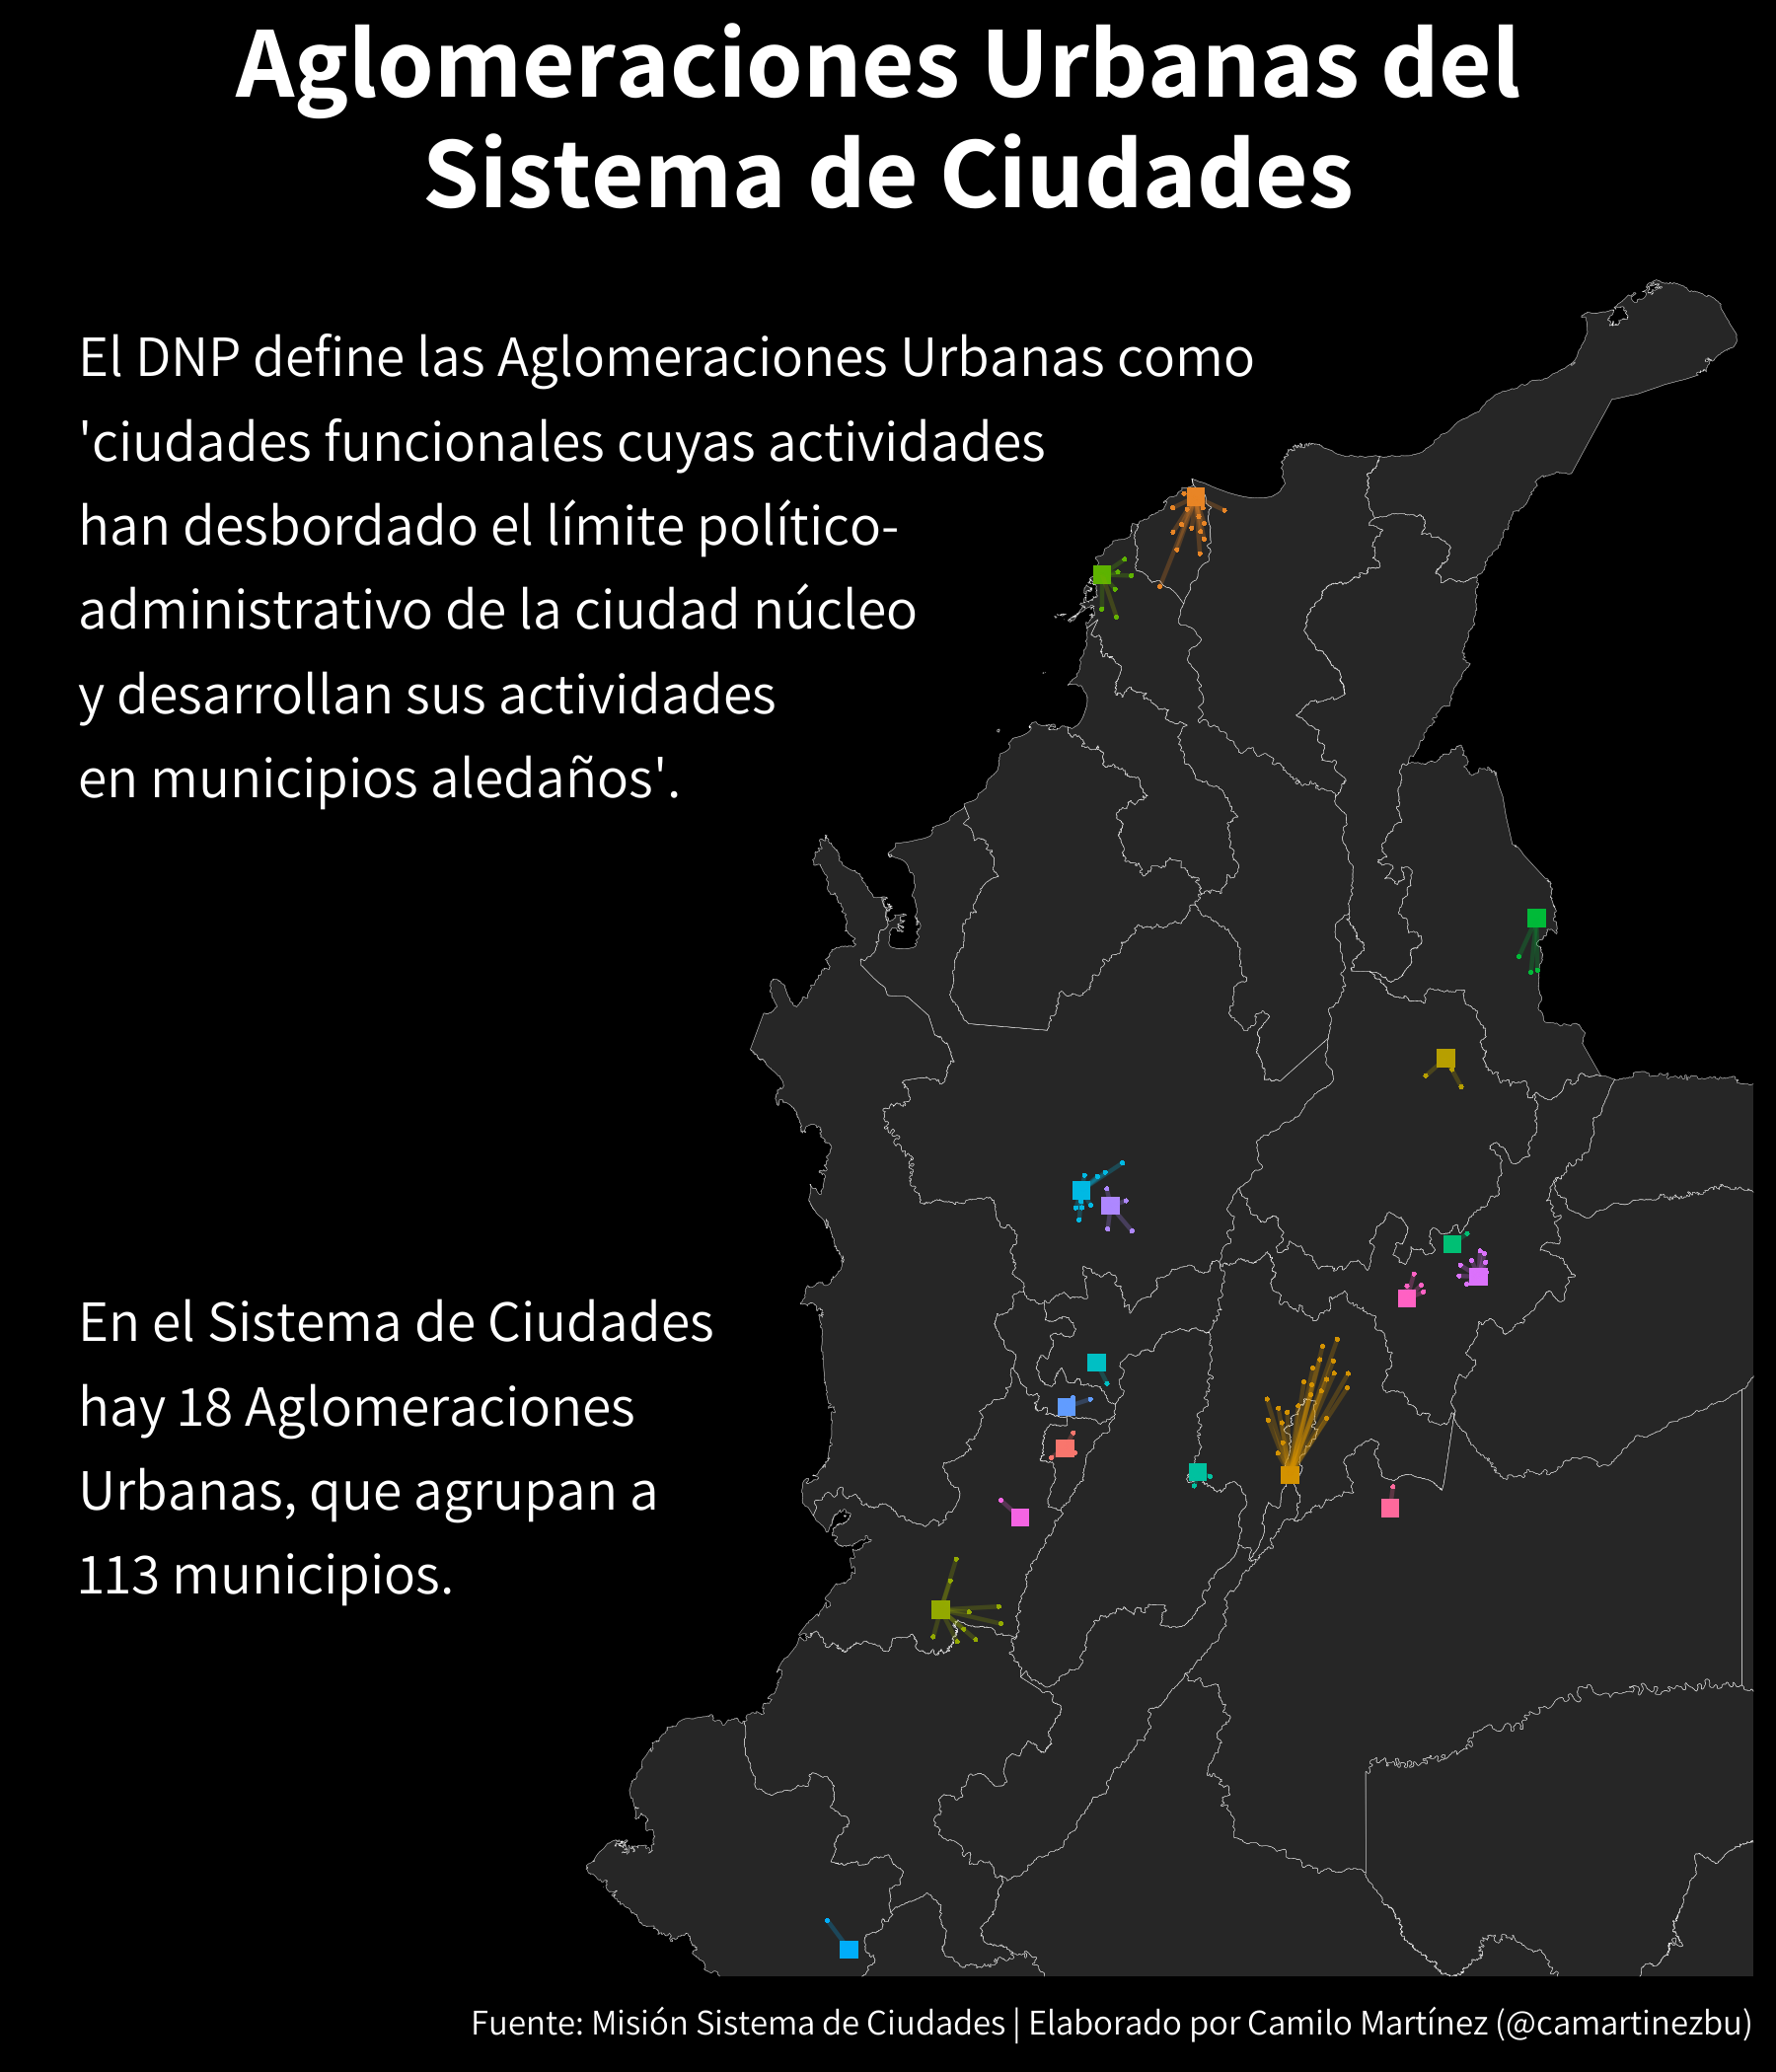 Aglomeraciones Urbanas del
Sistema de Ciudades
El DNP define las Aglomeraciones Urbanas como
'ciudades funcionales cuyas actividades
han desbordado el límite político-
administrativo de la ciudad núcleo
y desarrollan sus actividades
en municipios aledaños'.
En el Sistema de Ciudades
hay 18 Aglomeraciones
Urbanas, que agrupan a
113 municipios.
Fuente: Misión Sistema de Ciudades | Elaborado por Camilo Martínez (@camartinezbu)